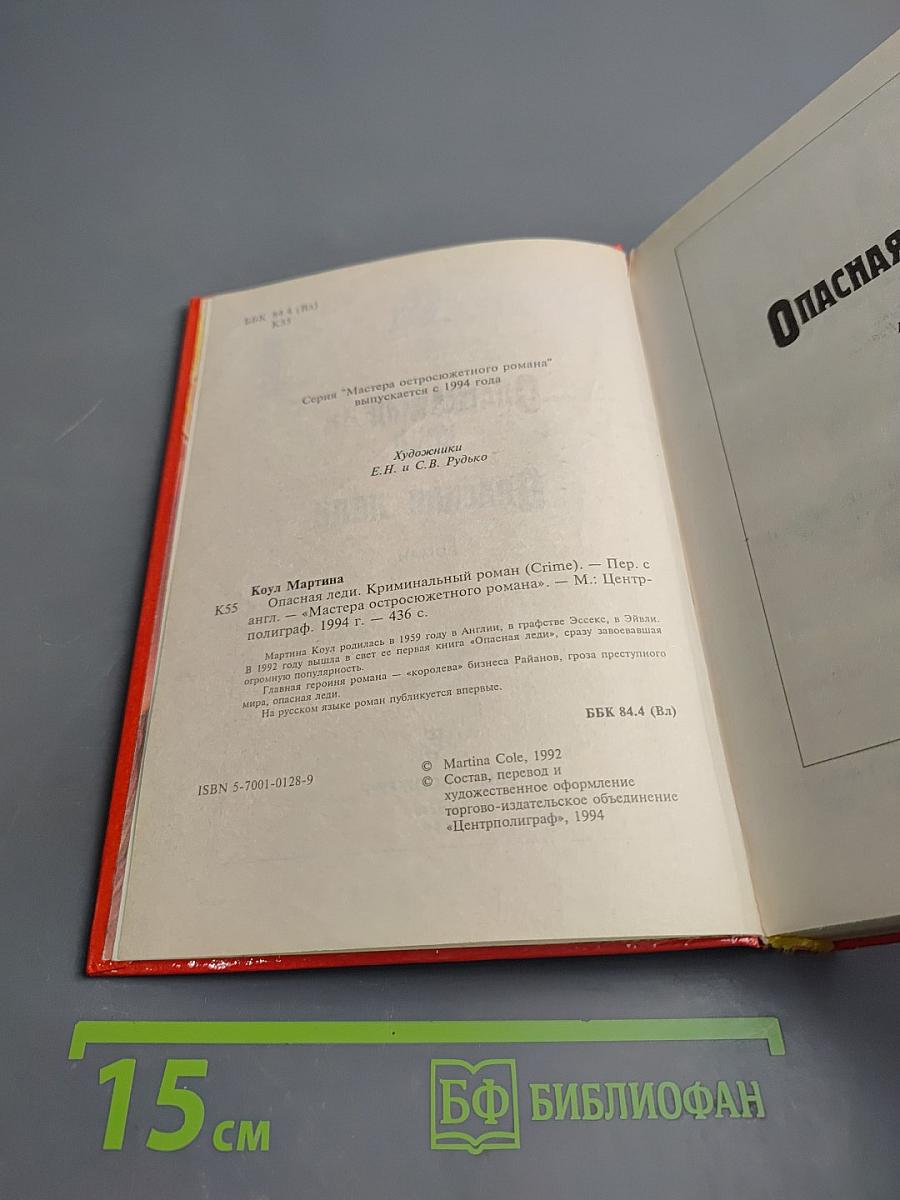 ББК 84.4 (Вл)
К55
Серия "Мастера остросюжетного романа"
выпускается с 1994 года
Художники
Е.Н. и С.В. Рудько
Коул Мартина
К55 Опасная леди. Криминальный роман (Crime). — Пер. с
англ. — «Мастера остросюжетного романа». — М.: Центр-
полиграф. 1994 г. — 436 с.
Мартина Коул родилась в 1959 году в Англии, в графстве Эссекс, в Эйвли.
В 1992 году вышла в свет ее первая книга «Опасная леди», сразу завоевавшая
огромную популярность.
Главная героиня романа — «королева» бизнеса Райанов, гроза преступного
мира, опасная леди.
На русском языке роман публикуется впервые.
ББК 84.4 (Вл)
ISBN 5-7001-0128-9
© Martina Cole, 1992
© Состав, перевод и
художественное оформление
торгово-издательское объединение
«Центрполиграф», 1994
ОПАСНАЯ
15 см
БФ БИБЛИОФАН